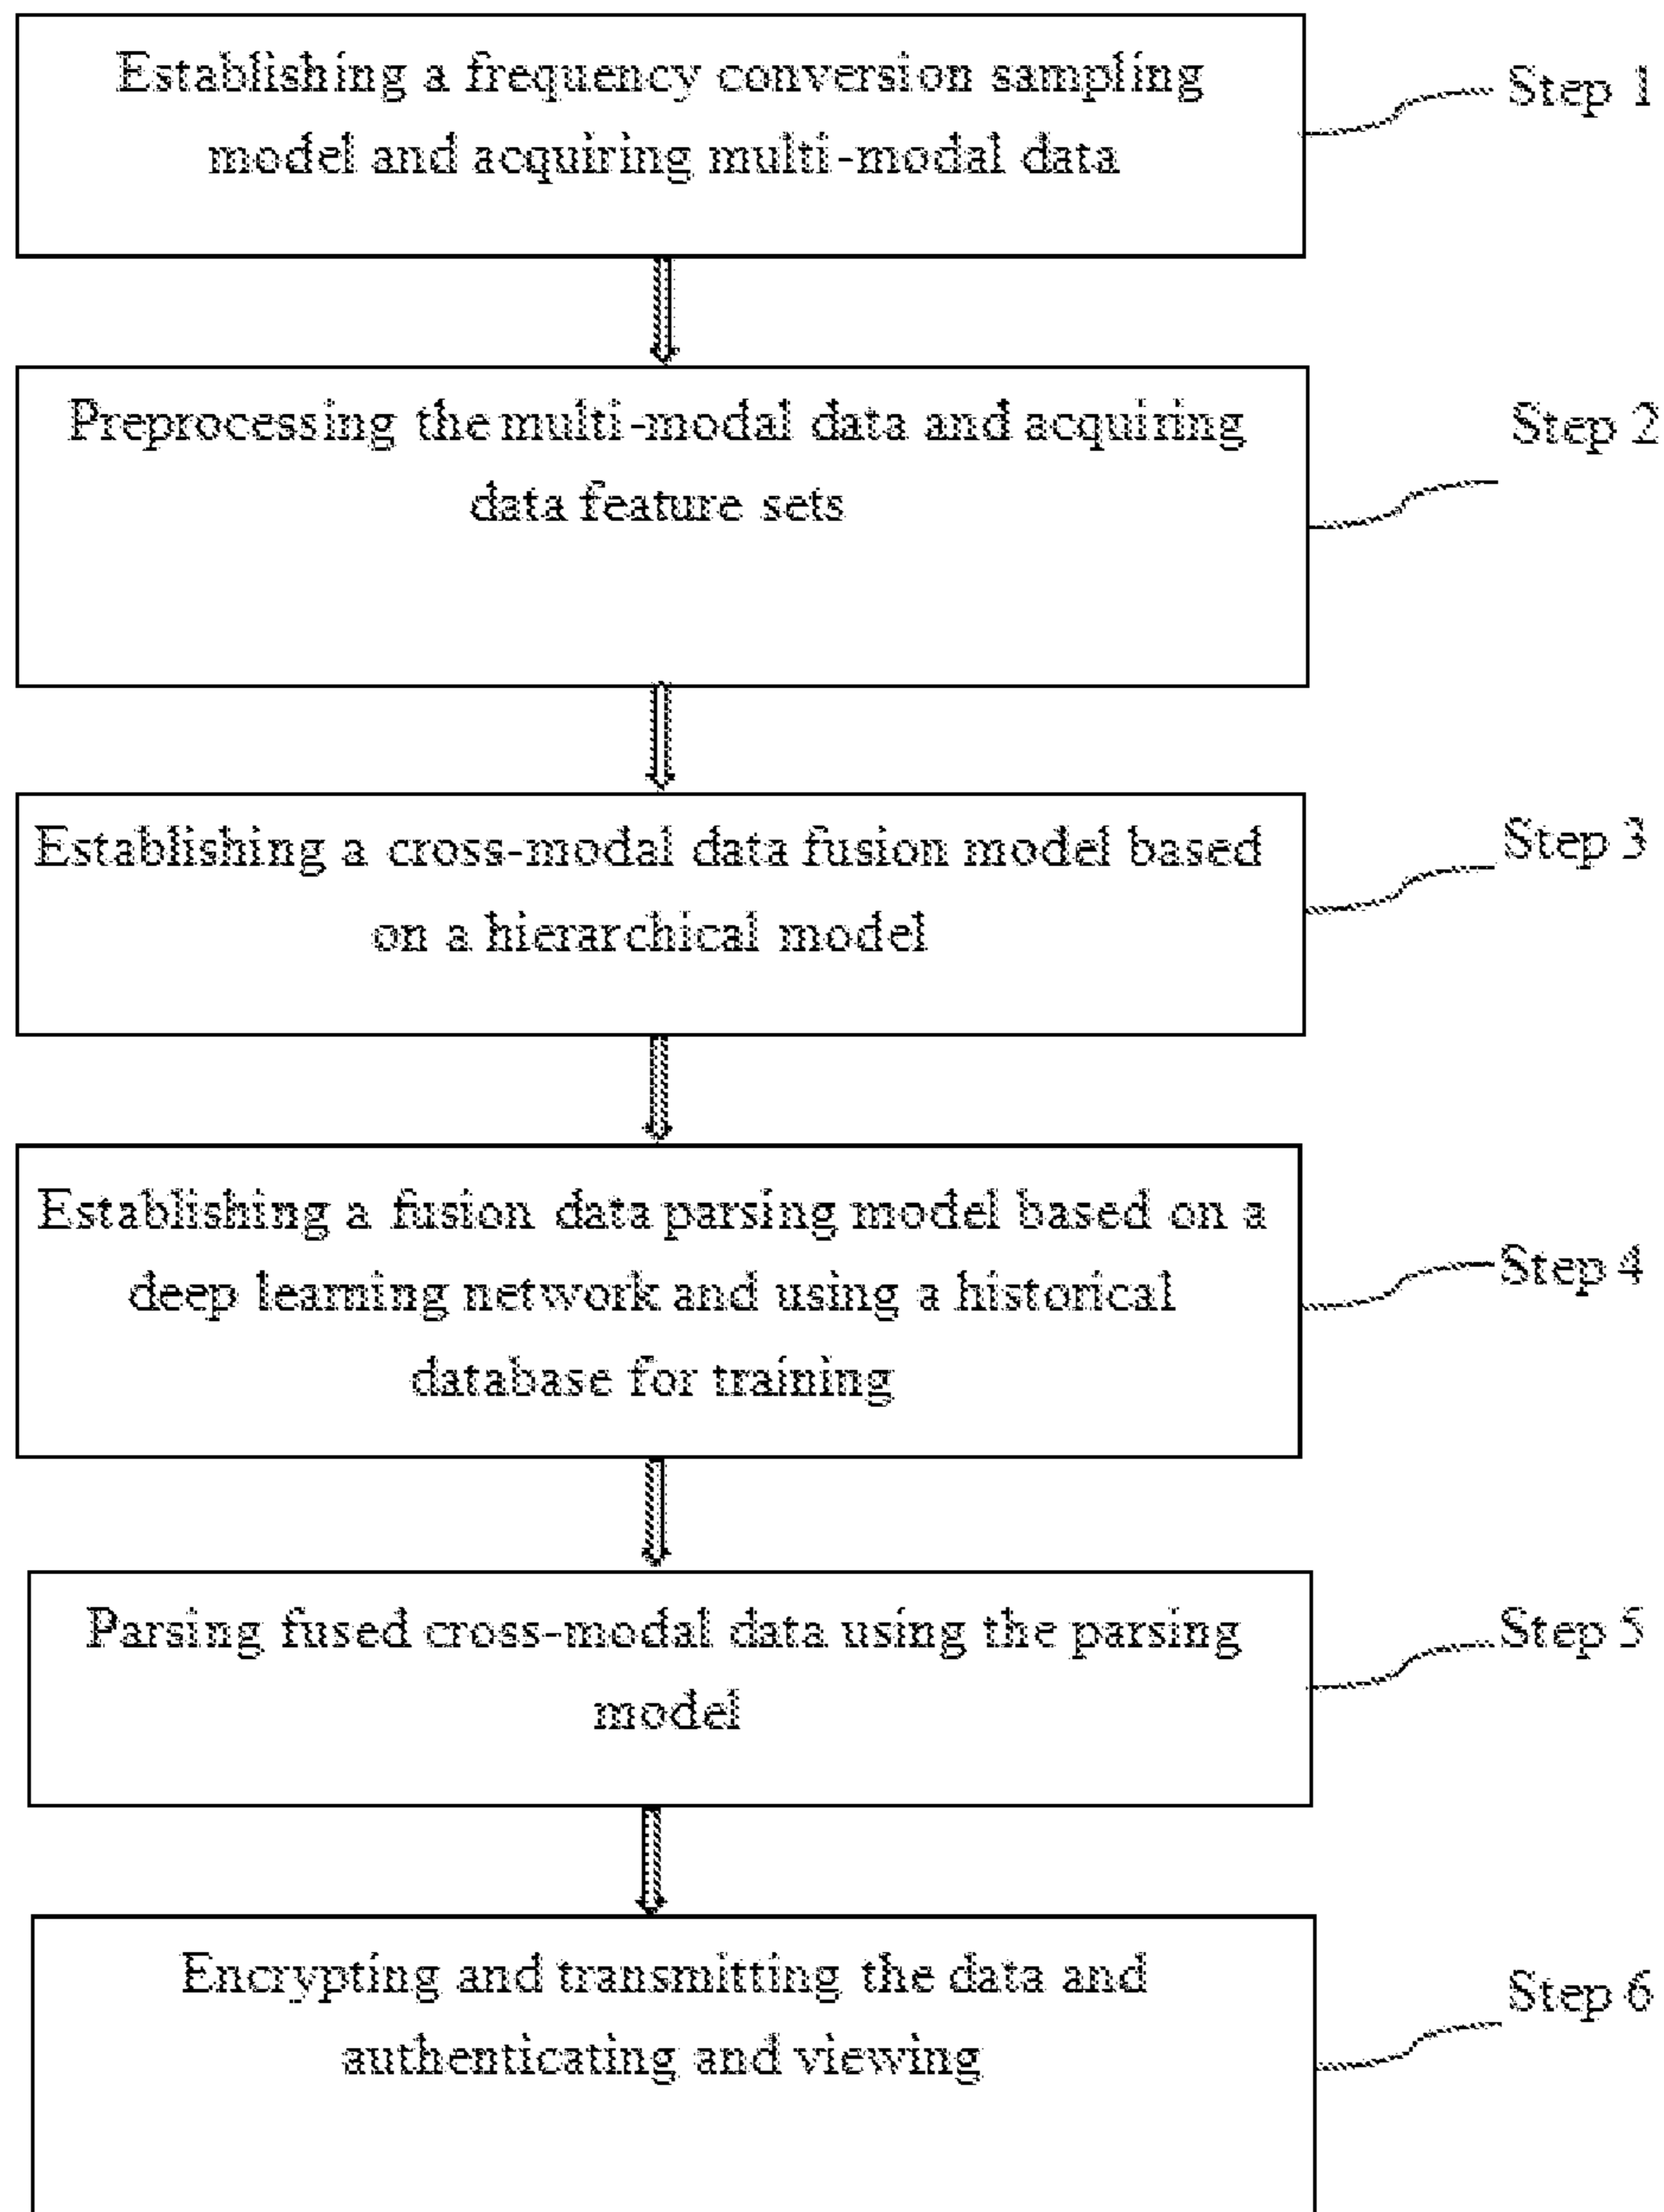 Establishing a frequency conversion sampling
model and acquiring multi-modal data
Step 1
Preprocessing the multi-modal data and acquiring
data feature sets
Step 2
Establishing a cross-modal data fusion model based
on a hierarchical model
Step 3
Establishing a fusion data parsing model based on a
deep learning network and using a historical
database for training
Step 4
Parsing fused cross-modal data using the parsing
model
Step 5
Encrypting and transmitting the data and
authenticating and viewing
Step 6